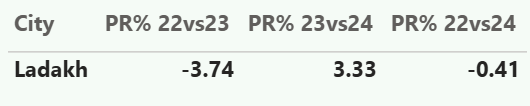 City PR% 22vs23 PR% 23vs24 PR% 22vs24
Ladakh -3.74 3.33 -0.41